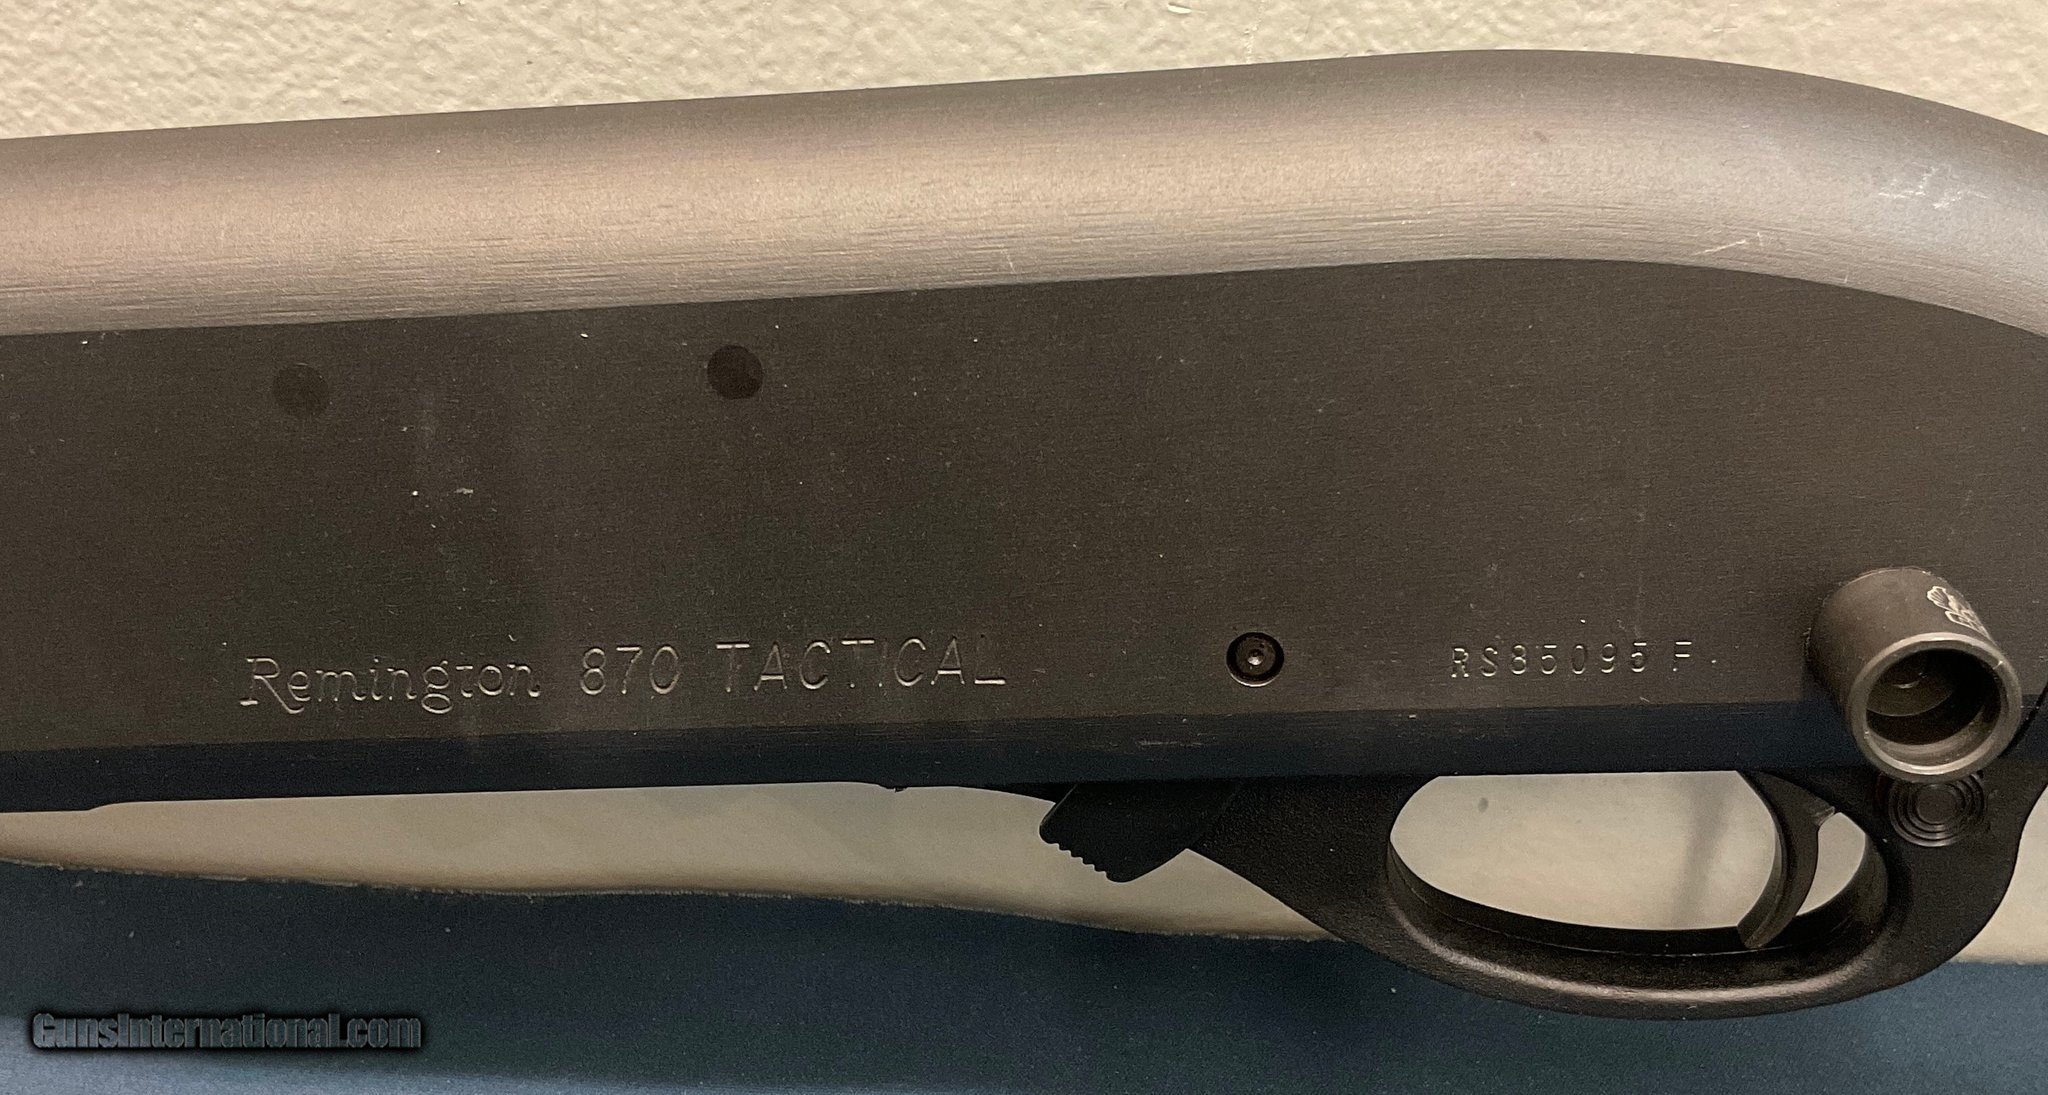 Remington 870 TACTICAL
RS85095F
GunsInternational.com